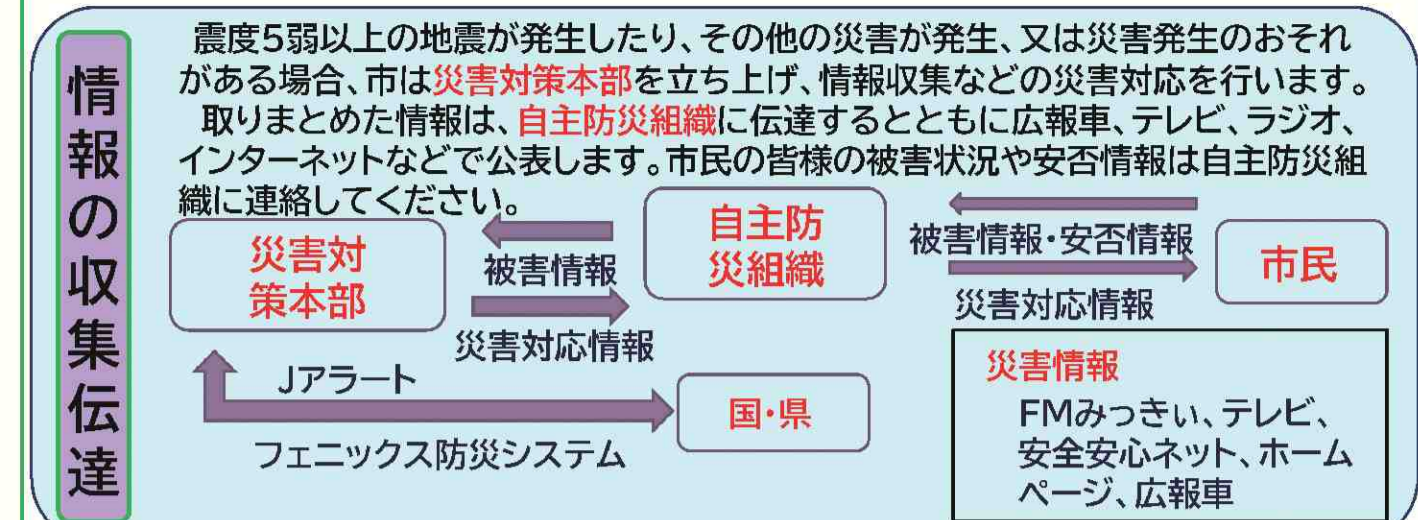 情報の収集伝達
震度5弱以上の地震が発生したり、その他の災害が発生、又は災害発生のおそれ
がある場合、市は災害対策本部を立ち上げ、情報収集などの災害対応を行います。
取りまとめた情報は、自主防災組織に伝達するとともに広報車、テレビ、ラジオ、
インターネットなどで公表します。市民の皆様の被害状況や安否情報は自主防災組
織に連絡してください。
災害対
策本部
被害情報
災害対応情報
自主防
災組織
被害情報・安否情報
災害対応情報
市民
Jアラート
フェニックス防災システム
国・県
災害情報
FMみっきぃ、テレビ、
安全安心ネット、ホーム
ページ、広報車